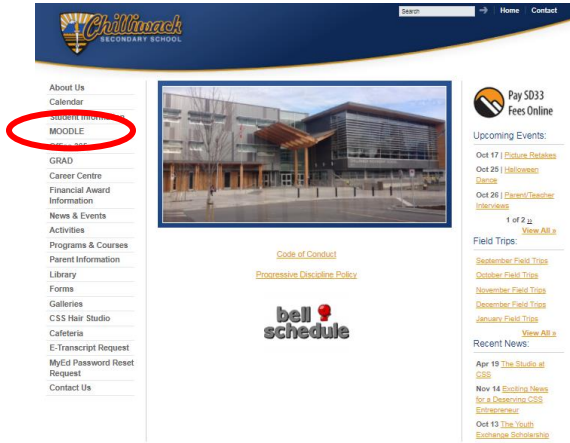 Chilliwack
SECONDARY SCHOOL
Search
Home
Contact
About Us
Calendar
Student Information
MOODLE
Office 365
GRAD
Career Centre
Financial Award
Information
News & Events
Activities
Programs & Courses
Parent Information
Library
Forms
Galleries
CSS Hair Studio
Cafeteria
E-Transcript Request
MyEd Password Reset
Request
Contact Us
Code of Conduct
Progressive Discipline Policy
bell
schedule
Pay SD33
Fees Online
Upcoming Events:
Oct 17 | Picture Retakes
Oct 25 | Halloween
Dance
Oct 26 | Parent/Teacher
Interviews
1 of 2 ››
View All »
Field Trips:
September Field Trips
October Field Trips
November Field Trips
December Field Trips
January Field Trips
View All »
Recent News:
Apr 19 The Studio at
CSS
Nov 14 Exciting News
for a Deserving CSS
Entrepreneur
Oct 13 The Youth
Exchange Scholarship